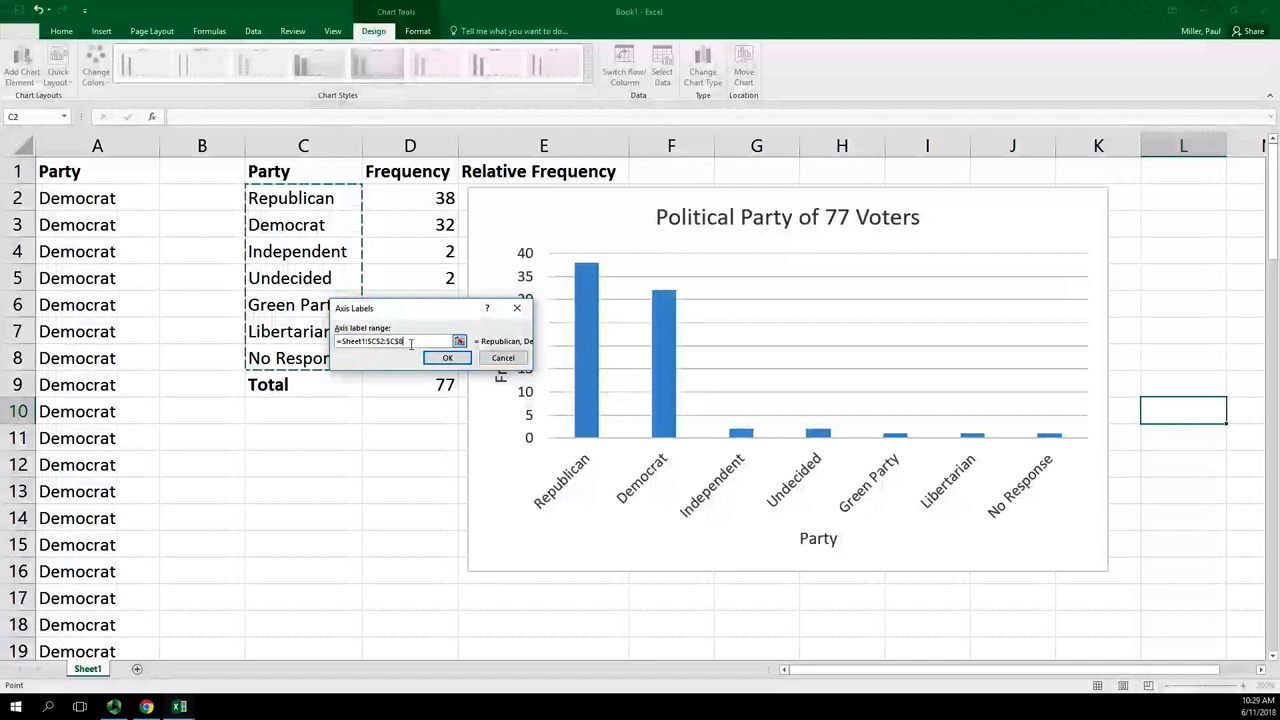 Chart Tools
Book1 - Excel
Home Insert Page Layout Formulas Data Review View Design Format Tell me what you want to do... Miller, Paul Share
Add Chart Element Quick Layout Change Colors Switch Row/Column Select Data Change Chart Type Move Chart
Chart Layouts Chart Styles Data Type Location
C2 fx
A B C D E F G H I J K L
1 Party Party Frequency Relative Frequency
2 Democrat Republican 38
3 Democrat Democrat 32
4 Democrat Independent 2
5 Democrat Undecided 2
6 Democrat Green Part
7 Democrat Libertarian
8 Democrat No Respon
9 Democrat Total 77
10 Democrat
11 Democrat
12 Democrat
13 Democrat
14 Democrat
15 Democrat
16 Democrat
17 Democrat
18 Democrat
19 Democrat
Axis Labels ?
Axis label range:
=Sheet1!$C$2:$C$8 = Republican, De
OK Cancel
Political Party of 77 Voters
40
35
10
5
0
Republican Democrat Independent Undecided Green Party Libertarian No Response
Party
Sheet1
Point
200%
10:29 AM
6/11/2018